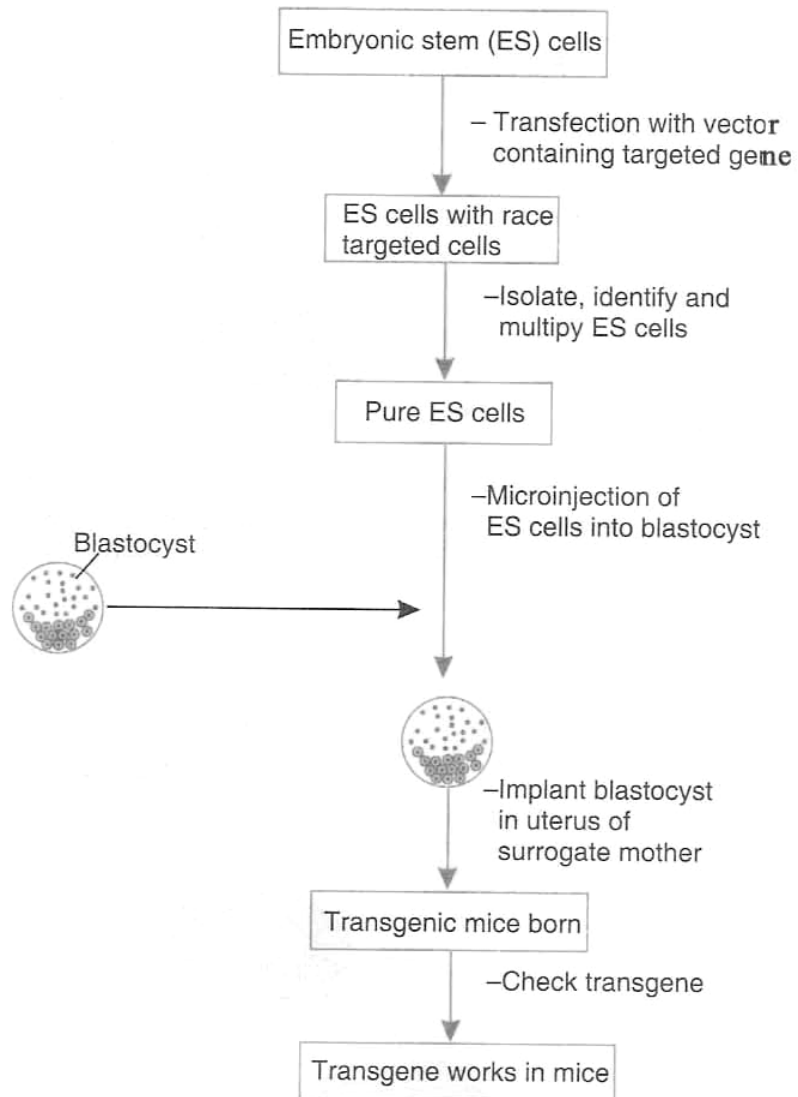 Embryonic stem (ES) cells
– Transfection with vector
containing targeted gene
ES cells with race
targeted cells
–Isolate, identify and
multipy ES cells
Pure ES cells
–Microinjection of
ES cells into blastocyst
Blastocyst
–Implant blastocyst
in uterus of
surrogate mother
Transgenic mice born
–Check transgene
Transgene works in mice